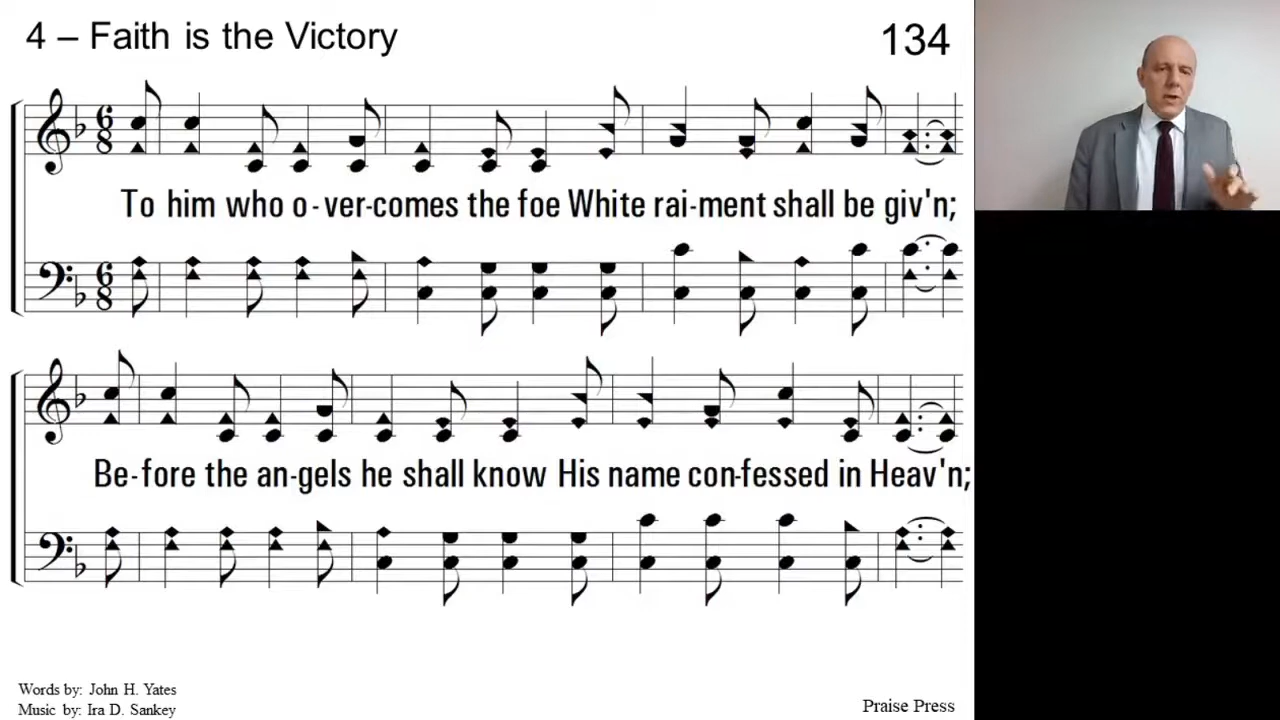 4 – Faith is the Victory
134
To him who o-ver-comes the foe White rai-ment shall be giv'n;
Be-fore the an-gels he shall know His name con-fessed in Heav'n;
Words by: John H. Yates
Music by: Ira D. Sankey
Praise Press